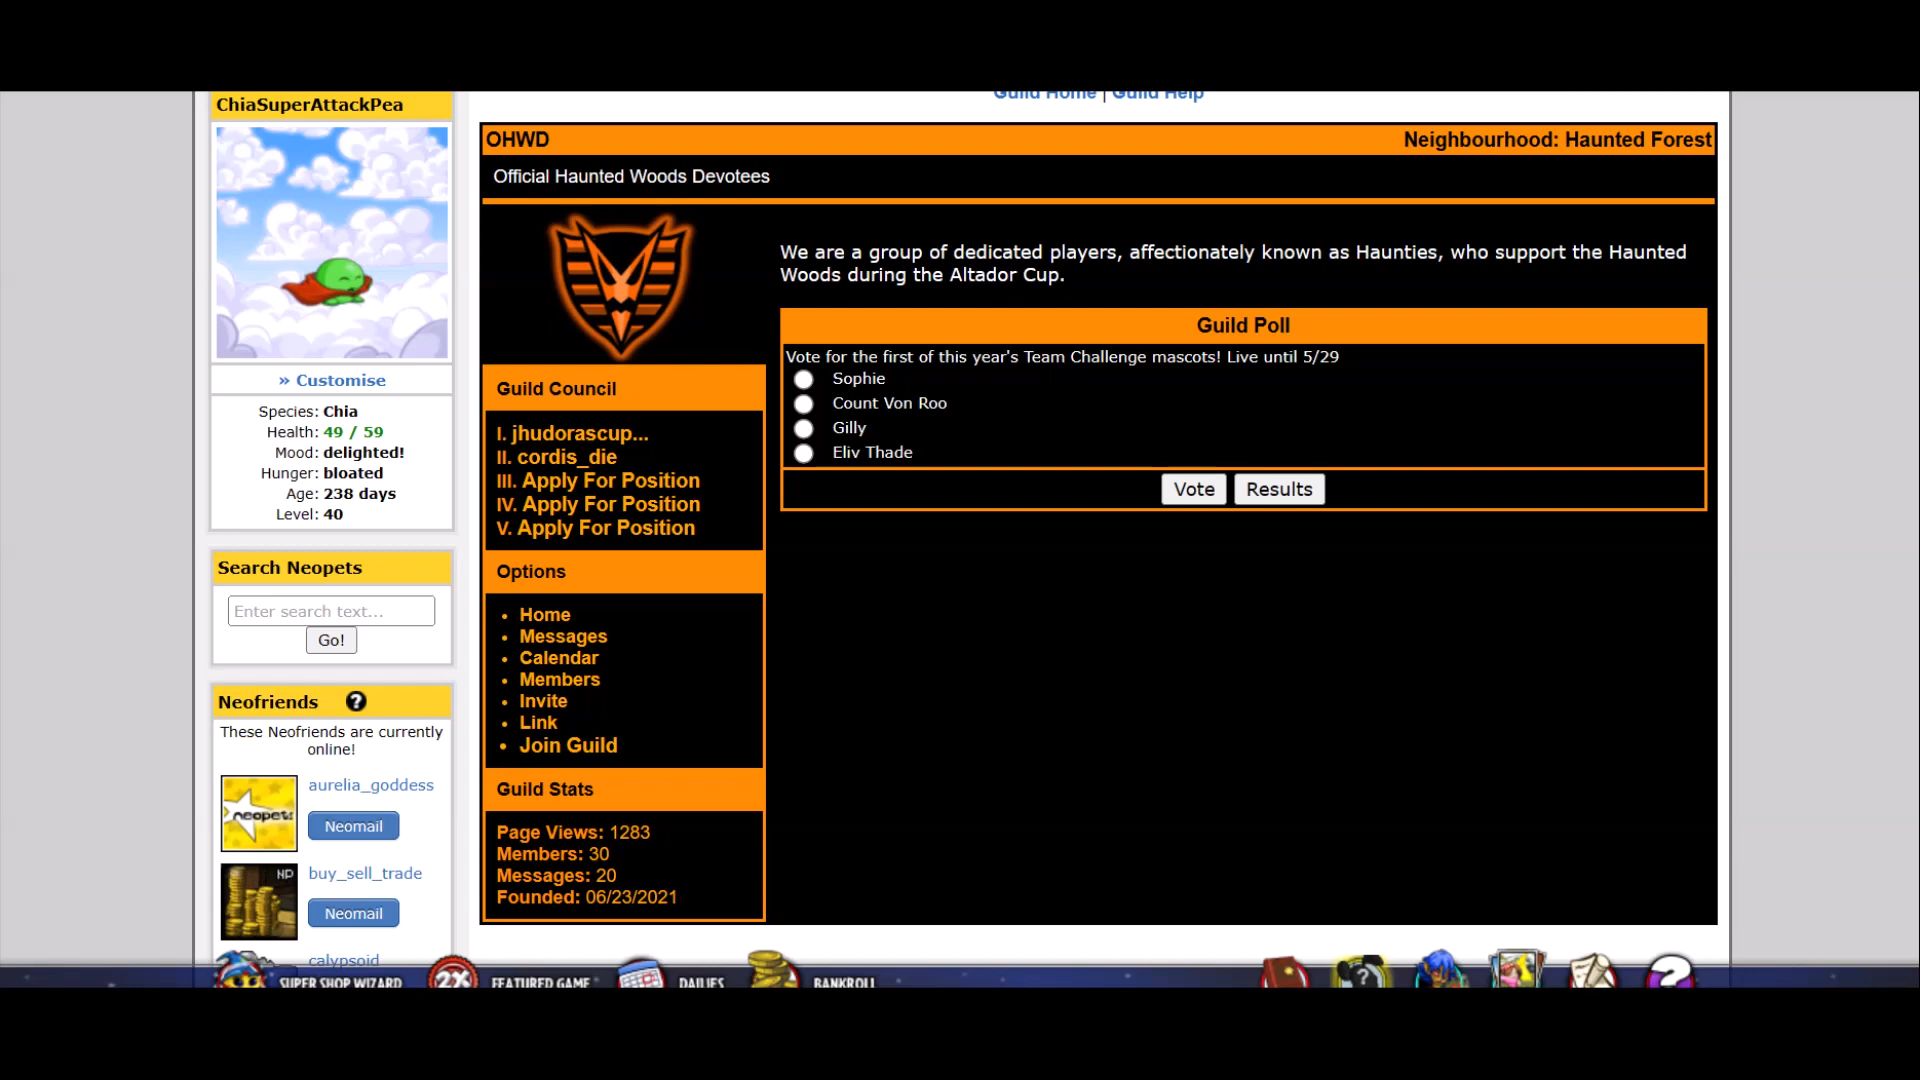 ChiaSuperAttackPea
» Customise
Species: Chia
Health: 49 / 59
Mood: delighted!
Hunger: bloated
Age: 238 days
Level: 40
Search Neopets
Enter search text...
Go!
Neofriends ?
These Neofriends are currently
online!
neopets
aurelia_goddess
Neomail
NP
buy_sell_trade
Neomail
calypsoid
Guild Home | Guild Help
OHWD
Neighbourhood: Haunted Forest
Official Haunted Woods Devotees
We are a group of dedicated players, affectionately known as Haunties, who support the Haunted
Woods during the Altador Cup.
Guild Poll
Vote for the first of this year's Team Challenge mascots! Live until 5/29
Sophie
Count Von Roo
Gilly
Eliv Thade
Vote Results
Guild Council
I. jhudorascup...
II. cordis_die
III. Apply For Position
IV. Apply For Position
V. Apply For Position
Options
• Home
• Messages
• Calendar
• Members
• Invite
• Link
• Join Guild
Guild Stats
Page Views: 1283
Members: 30
Messages: 20
Founded: 06/23/2021
SUPER SHOP WIZARD 2X FEATURED GAME DAILIES BANKROLL ? ?